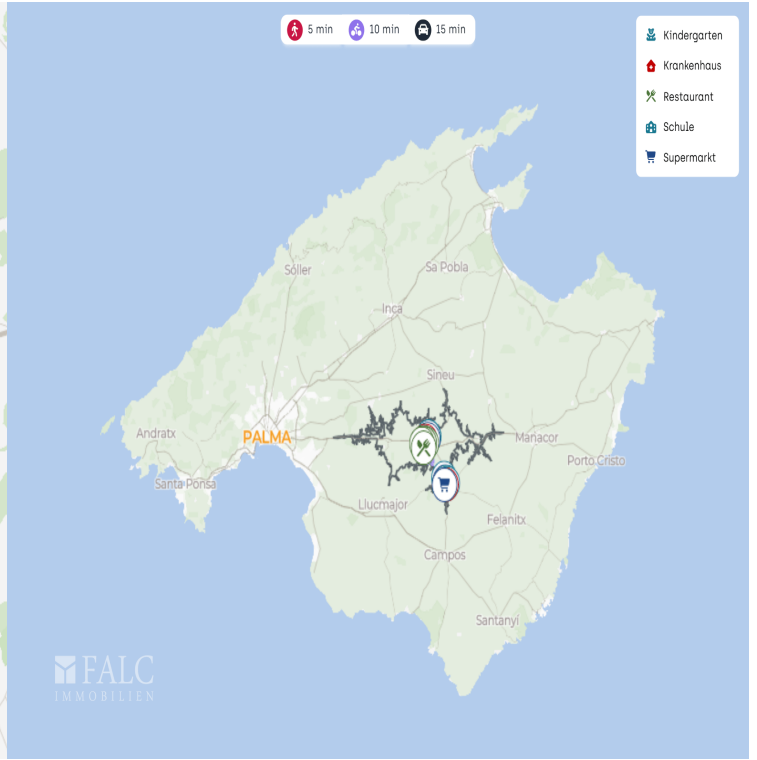 5 min 10 min 15 min
Kindergarten
Krankenhaus
Restaurant
Schule
Supermarkt
Sóller
Sa Pobla
Inca
Sineu
Andratx
PALMA
Manacor
Porto Cristo
Santa Ponsa
Llucmajor
Felanitx
Campos
Santanyí
FALC
IMMOBILIEN